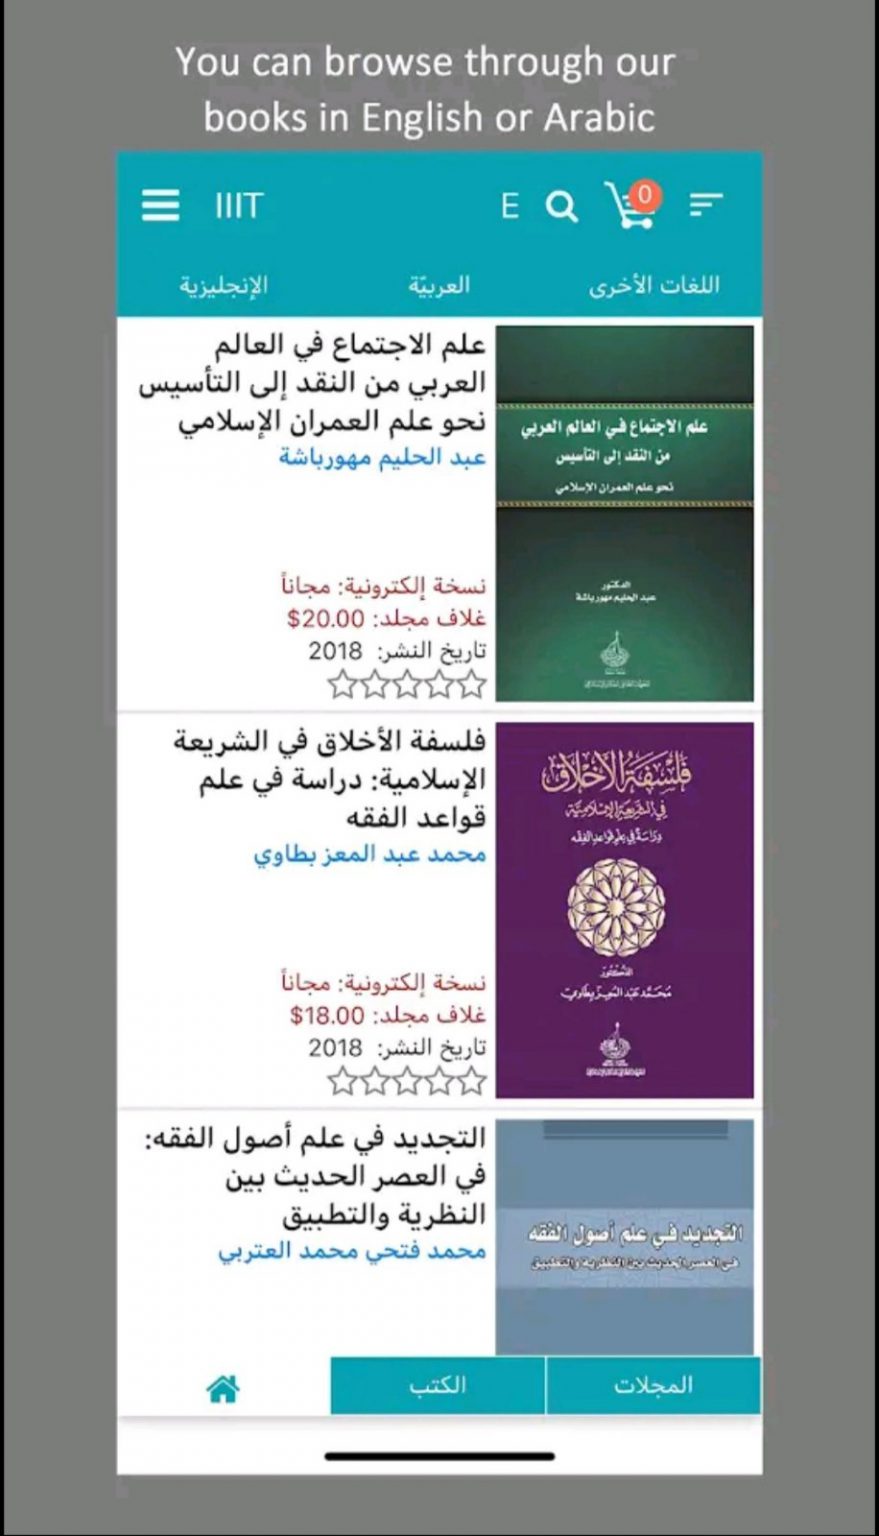 You can browse through our
books in English or Arabic
IIIT
E
0
اللغات الأخرى
العربيّة
الإنجليزية
علم الاجتماع في العالم
العربي من النقد إلى التأسيس
نحو علم العمران الإسلامي
عبد الحليم مهورباشة
نسخة إلكترونية: مجاناً
غلاف مجلد: 20.00$
تاريخ النشر: 2018
علم الاجتماع في العالم العربي
من النقد إلى التأسيس
نحو علم العمران الإسلامي
الدكتور
عبد الحليم مهورباشة
فلسفة الأخلاق في الشريعة
الإسلامية: دراسة في علم
قواعد الفقه
محمد عبد المعز بطاوي
نسخة إلكترونية: مجاناً
غلاف مجلد: 18.00$
تاريخ النشر: 2018
فَلْسَفَةُ الأَخْلَاقِ
في الشريعة الإسلامية
دراسة في علم قواعد الفقه
الدكتور
محمد عبد المعز بطاوي
التجديد في علم أصول الفقه:
في العصر الحديث بين
النظرية والتطبيق
محمد فتحي محمد العتربي
التجديد في علم أصول الفقه
في العصر الحديث بين النظرية والتطبيق
المجلات
الكتب